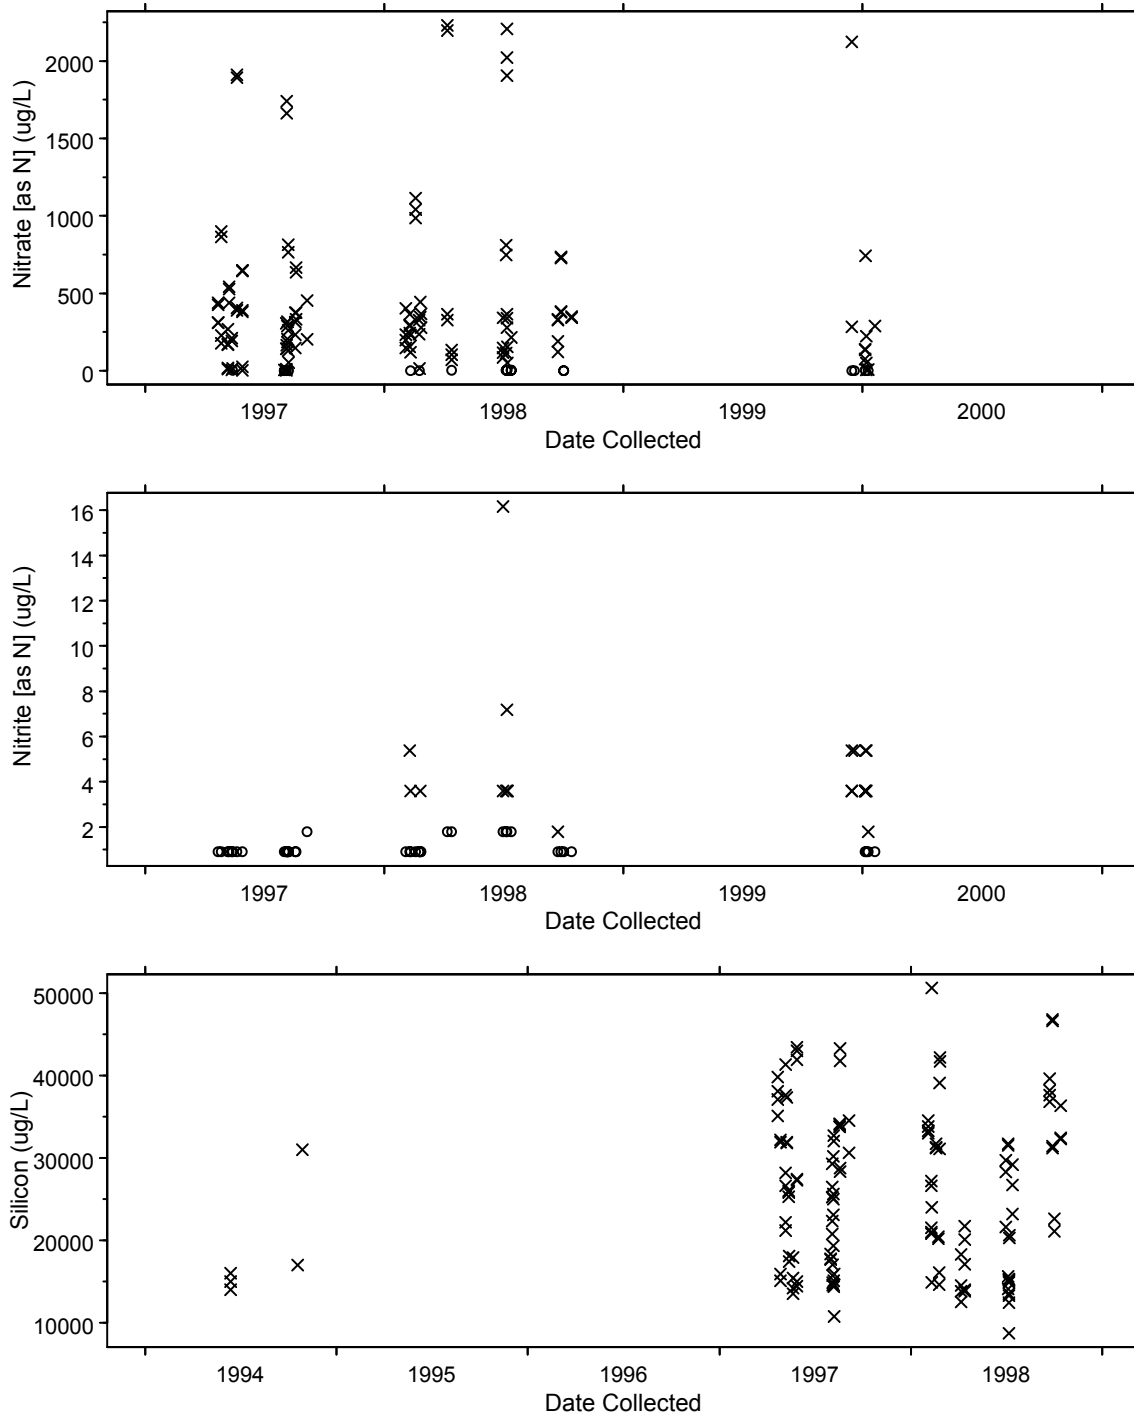 Nitrate [as N] (ug/L)
2000
1500
1000
500
0
1997 1998 1999 2000
Date Collected
Nitrite [as N] (ug/L)
16
14
12
10
8
6
4
2
1997 1998 1999 2000
Date Collected
Silicon (ug/L)
50000
40000
30000
20000
10000
1994 1995 1996 1997 1998
Date Collected